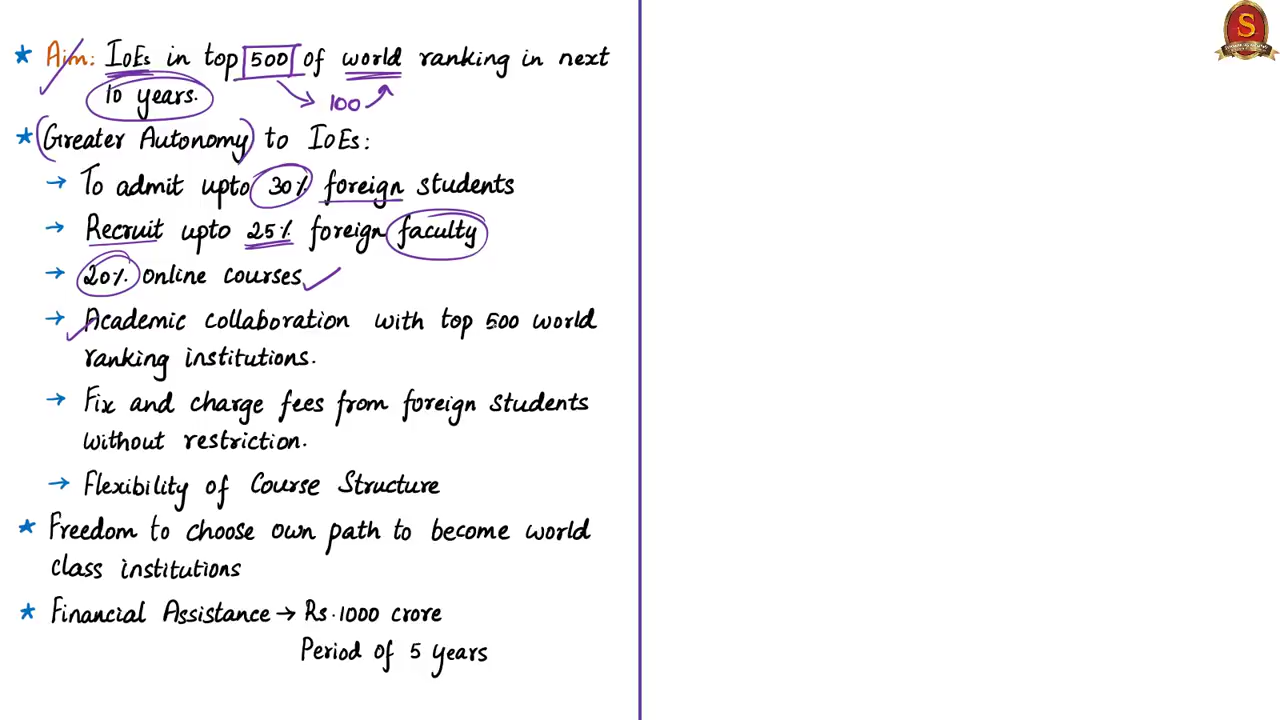 * Aim: IoEs in top 500 of world ranking in next
10 years.
100
* Greater Autonomy to IoEs:
→ To admit upto 30% foreign students
→ Recruit upto 25% foreign faculty
→ 20% online courses
→ Academic collaboration with top 500 world
ranking institutions.
→ Fix and charge fees from foreign students
without restriction.
→ Flexibility of Course Structure
* Freedom to choose own path to become world
class institutions
* Financial Assistance → Rs.1000 crore
Period of 5 years
S